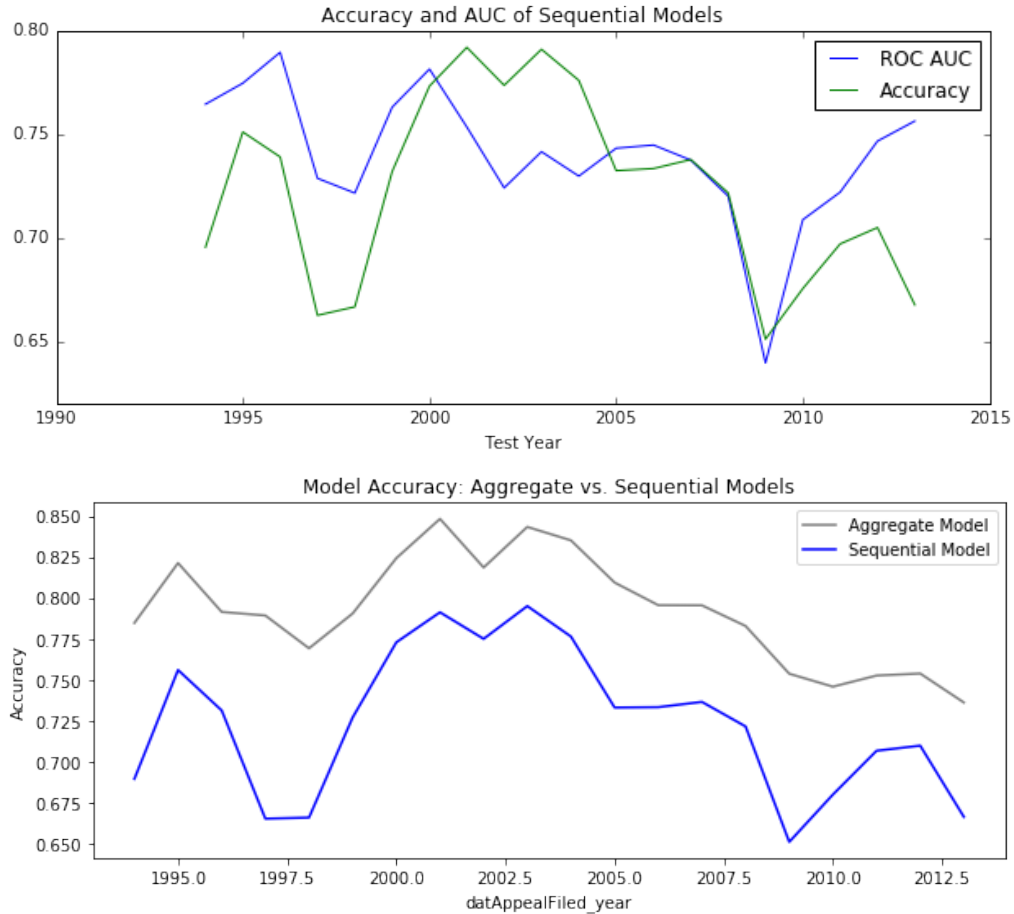 Accuracy and AUC of Sequential Models
0.80
0.75
0.70
0.65
ROC AUC
Accuracy
1990 1995 2000 2005 2010 2015
Test Year
Model Accuracy: Aggregate vs. Sequential Models
Accuracy
0.850
0.825
0.800
0.775
0.750
0.725
0.700
0.675
0.650
Aggregate Model
Sequential Model
1995.0 1997.5 2000.0 2002.5 2005.0 2007.5 2010.0 2012.5
datAppealFiled_year